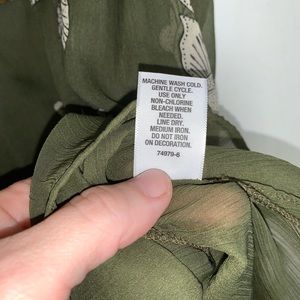 MACHINE WASH COLD.
GENTLE CYCLE.
USE ONLY
NON-CHLORINE
BLEACH WHEN
NEEDED.
LINE DRY.
MEDIUM IRON.
DO NOT IRON
ON DECORATION.
74979-6